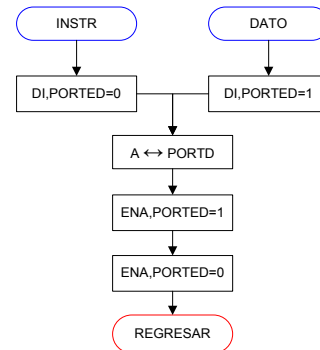 INSTR
DATO
DI,PORTED=0
DI,PORTED=1
A ↔ PORTD
ENA,PORTED=1
ENA,PORTED=0
REGRESAR